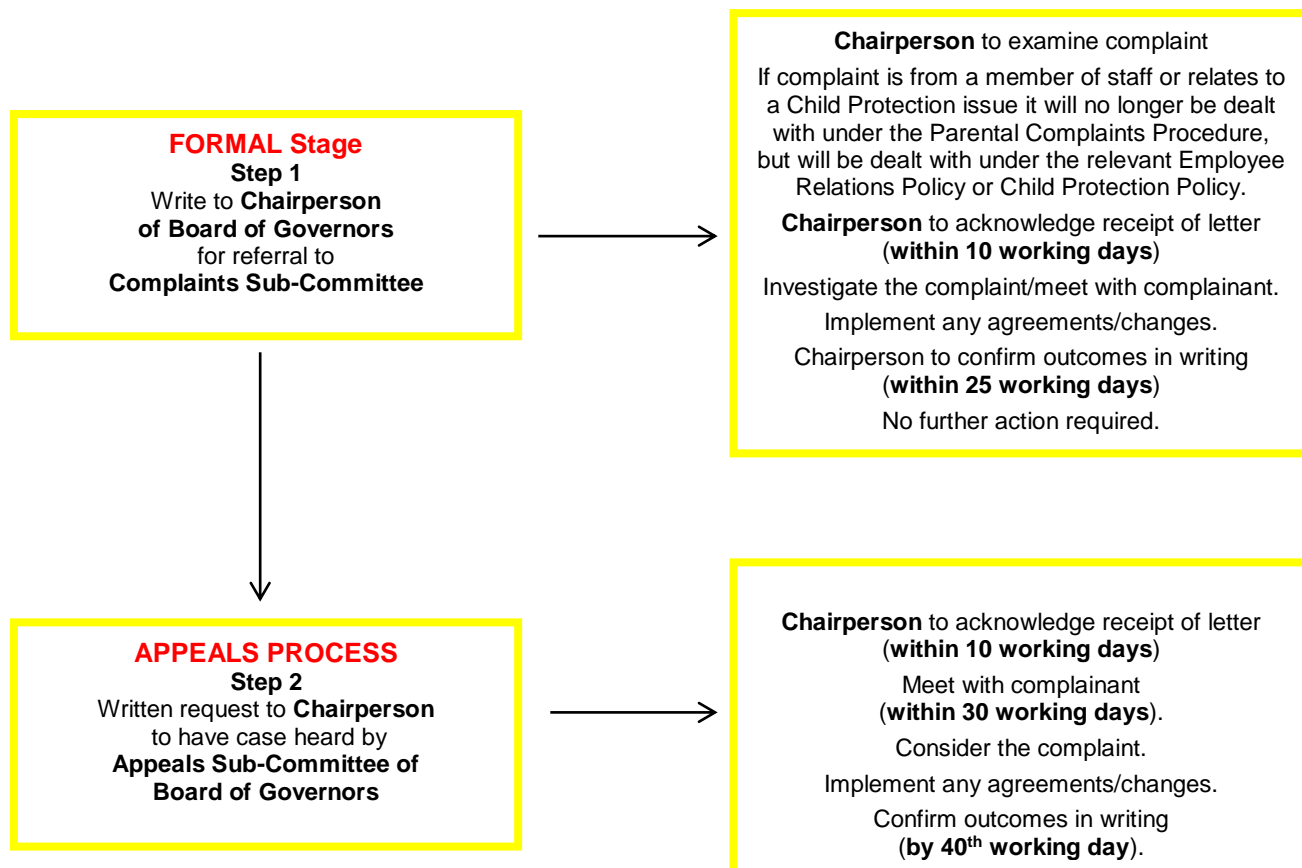 FORMAL Stage
Step 1
Write to Chairperson
of Board of Governors
for referral to
Complaints Sub-Committee
Chairperson to examine complaint
If complaint is from a member of staff or relates to
a Child Protection issue it will no longer be dealt
with under the Parental Complaints Procedure,
but will be dealt with under the relevant Employee
Relations Policy or Child Protection Policy.
Chairperson to acknowledge receipt of letter
(within 10 working days)
Investigate the complaint/meet with complainant.
Implement any agreements/changes.
Chairperson to confirm outcomes in writing
(within 25 working days)
No further action required.
APPEALS PROCESS
Step 2
Written request to Chairperson
to have case heard by
Appeals Sub-Committee of
Board of Governors
Chairperson to acknowledge receipt of letter
(within 10 working days)
Meet with complainant
(within 30 working days).
Consider the complaint.
Implement any agreements/changes.
Confirm outcomes in writing
(by 40th working day).